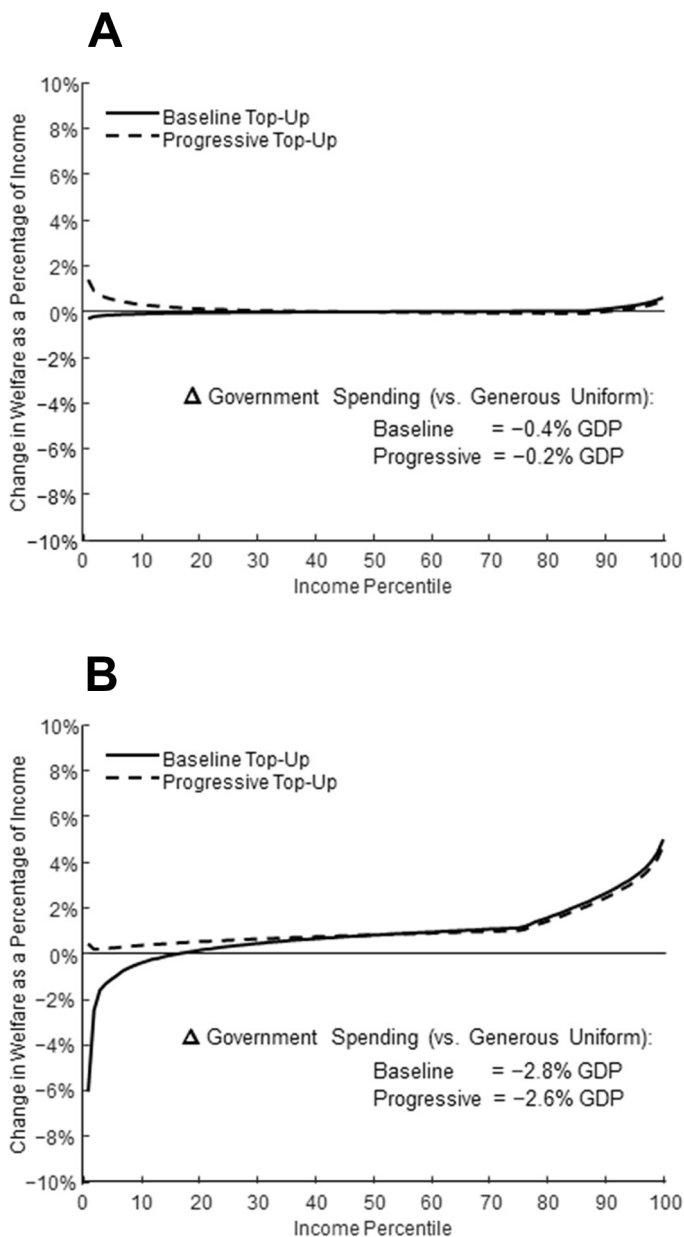 A
10%
8%
6%
4%
2%
0%
−2%
−4%
−6%
−8%
−10%
Change in Welfare as a Percentage of Income
Baseline Top-Up
Progressive Top-Up
Δ Government Spending (vs. Generous Uniform):
Baseline = −0.4% GDP
Progressive = −0.2% GDP
0 10 20 30 40 50 60 70 80 90 100
Income Percentile
B
10%
8%
6%
4%
2%
0%
−2%
−4%
−6%
−8%
−10%
Change in Welfare as a Percentage of Income
Baseline Top-Up
Progressive Top-Up
Δ Government Spending (vs. Generous Uniform):
Baseline = −2.8% GDP
Progressive = −2.6% GDP
0 10 20 30 40 50 60 70 80 90 100
Income Percentile